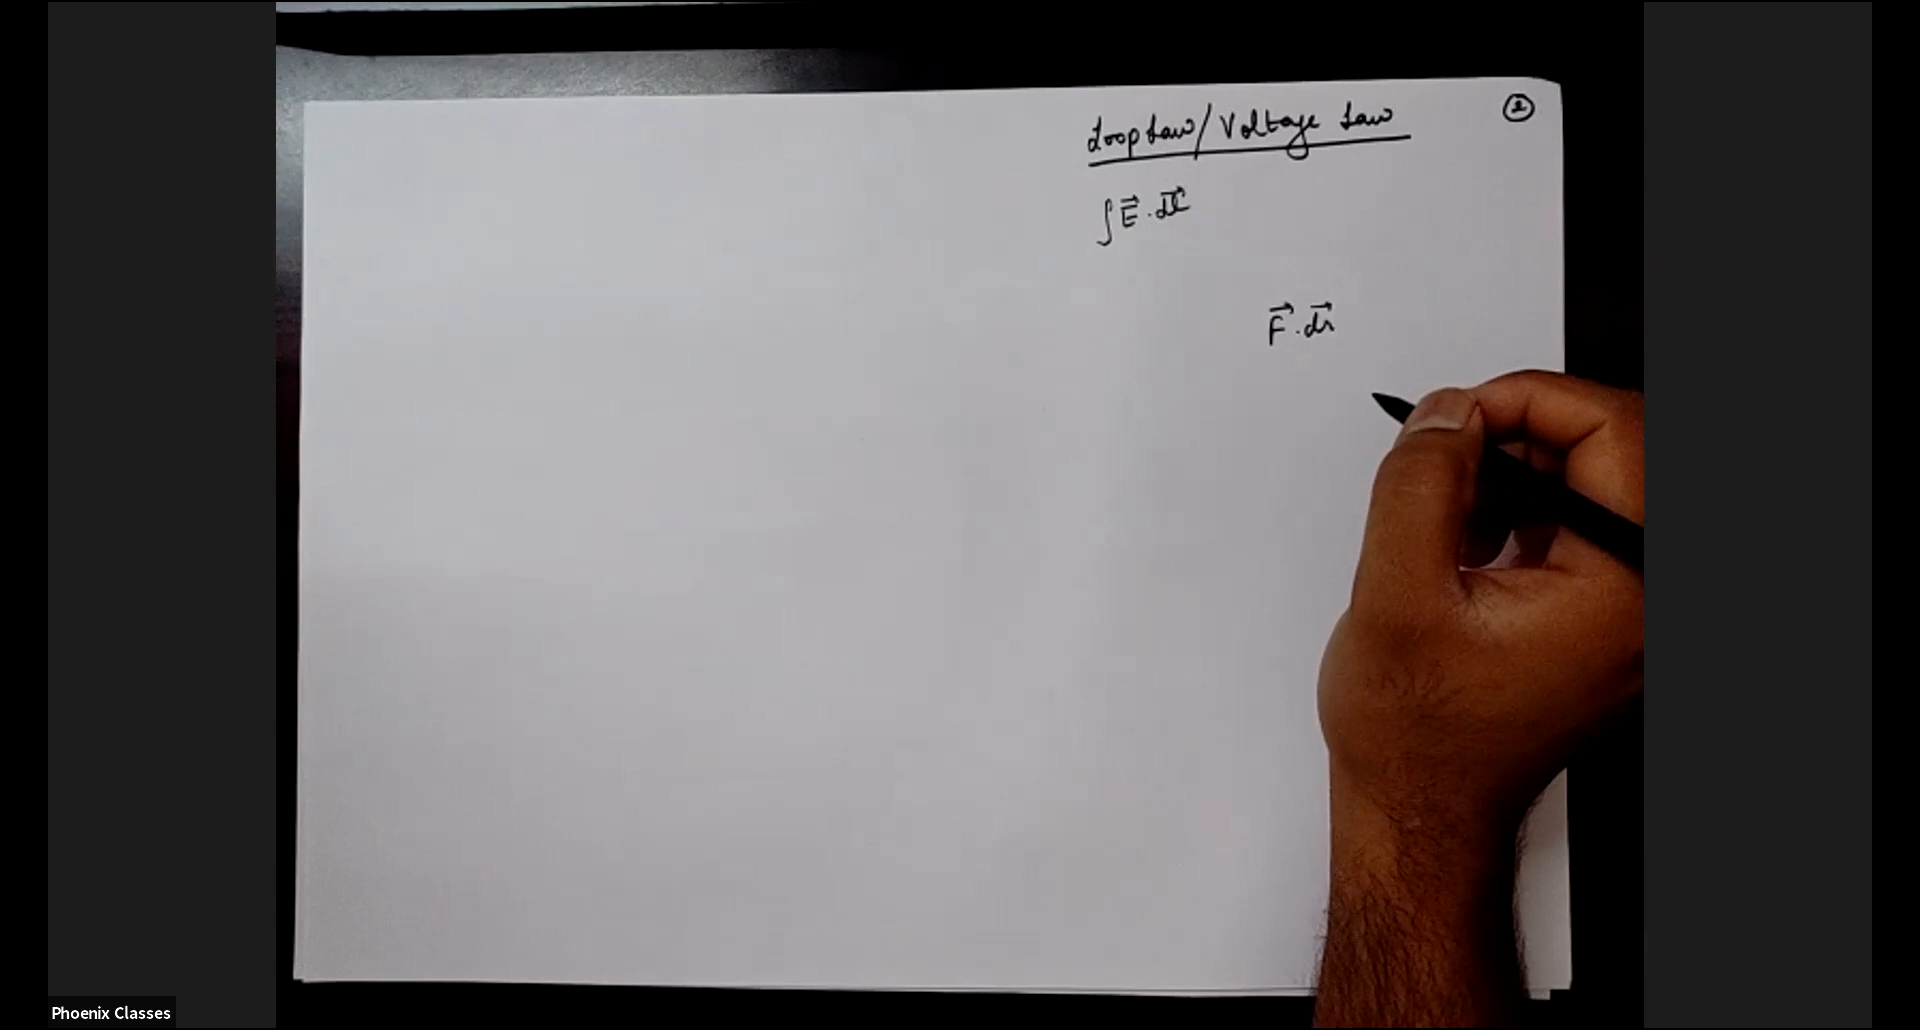 Loop Law/Voltage Law
②
∫E⃗.dl⃗
F⃗.dr⃗
Phoenix Classes